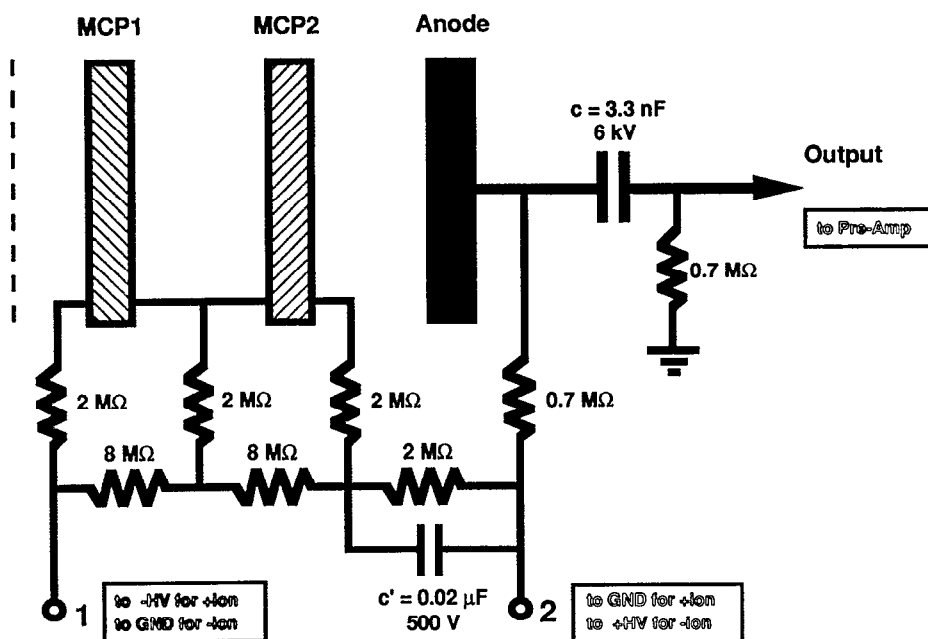 MCP1
MCP2
Anode
c = 3.3 nF
6 kV
Output
to Pre-Amp
0.7 MΩ
2 MΩ
2 MΩ
2 MΩ
0.7 MΩ
8 MΩ
8 MΩ
2 MΩ
1
to -HV for +ion
to GND for -ion
c' = 0.02 µF
500 V
2
to GND for +ion
to +HV for -ion